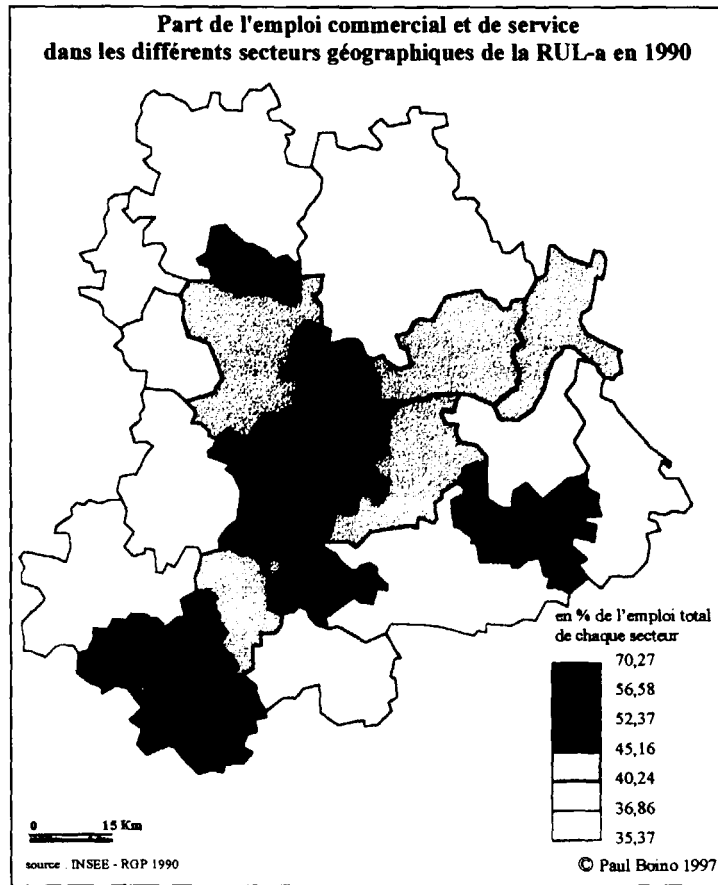 Part de l'emploi commercial et de service
dans les différents secteurs géographiques de la RUL-a en 1990
en % de l'emploi total
de chaque secteur
70,27
56,58
52,37
45,16
40,24
36,86
35,37
0 15 Km
source . INSEE - RGP 1990
© Paul Boino 1997